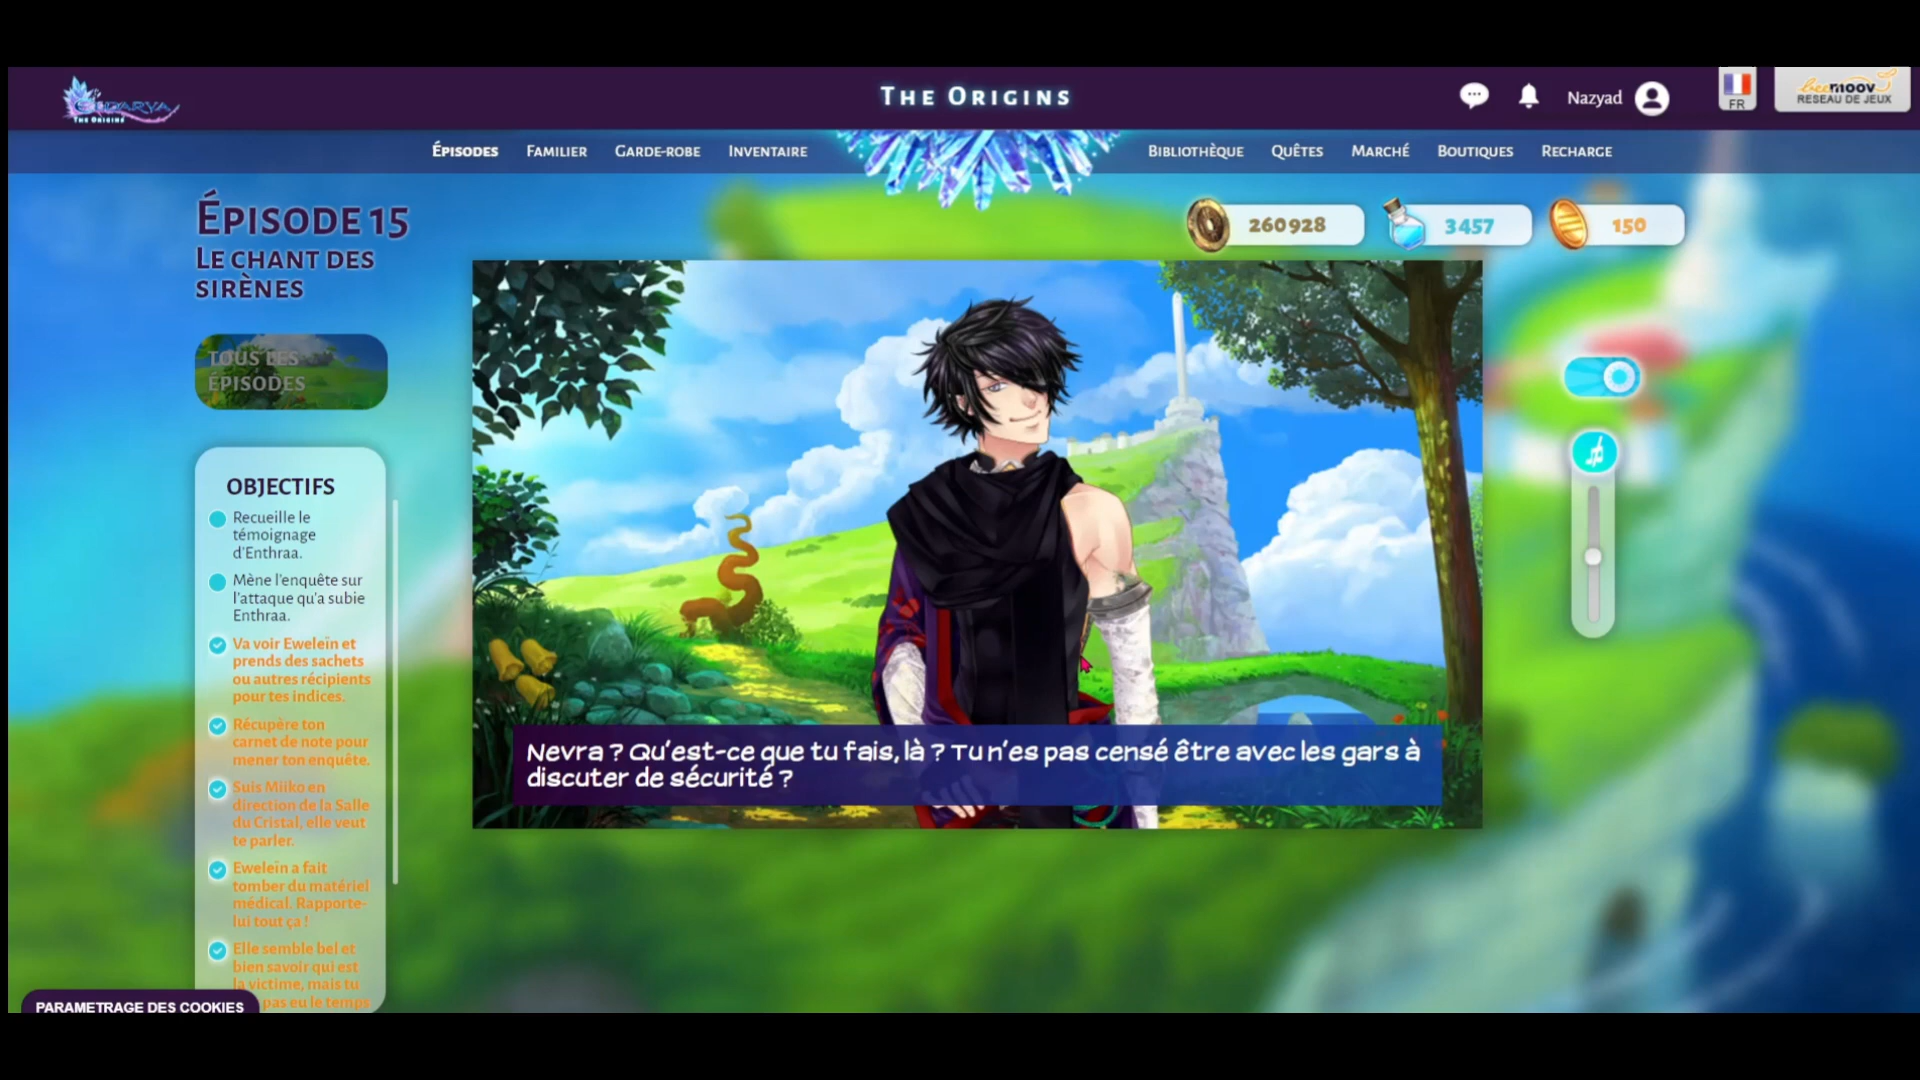 ELDARYA
THE ORIGINS
THE ORIGINS
Nazyad
FR
beemoov
RESEAU DE JEUX
ÉPISODES
FAMILIER
GARDE-ROBE
INVENTAIRE
BIBLIOTHÈQUE
QUÊTES
MARCHÉ
BOUTIQUES
RECHARGE
ÉPISODE 15
LE CHANT DES
SIRÈNES
260928
3457
150
TOUS LES
ÉPISODES
OBJECTIFS
Recueille le
témoignage
d'Enthraa.
Mène l'enquête sur
l'attaque qu'a subie
Enthraa.
Va voir Eweleïn et
prends des sachets
ou autres récipients
pour tes indices.
Récupère ton
carnet de note pour
mener ton enquête.
Suis Miiko en
direction de la Salle
du Cristal, elle veut
te parler.
Eweleïn a fait
tomber du matériel
médical. Rapporte-
lui tout ça !
Elle semble bel et
bien savoir qui est
la victime, mais tu
pas eu le temps
PARAMETRAGE DES COOKIES
Nevra ? Qu'est-ce que tu fais, là ? Tu n'es pas censé être avec les gars à
discuter de sécurité ?